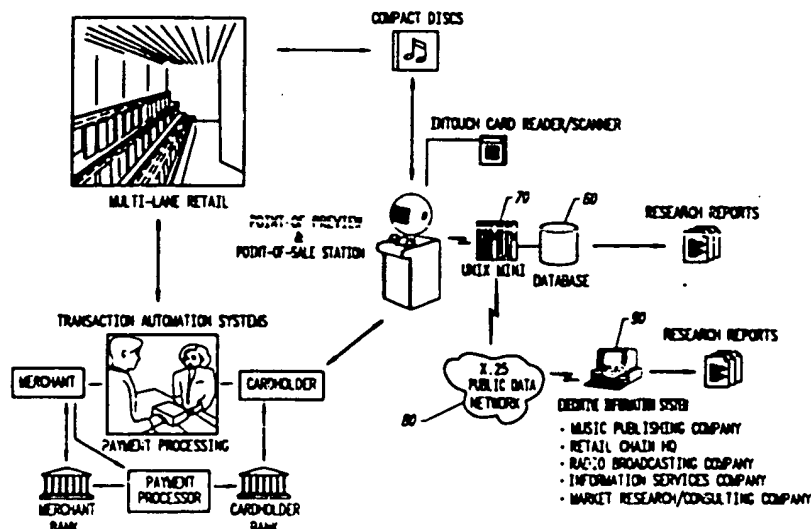 COMPACT DISCS
INTOUCH CARD READER/SCANNER
MULTI-LANE RETAIL
POINT-OF PREVIEW
&
POINT-OF-SALE STATION
70
60
UNIX MINI
DATABASE
RESEARCH REPORTS
TRANSACTION AUTOMATION SYSTEMS
MERCHANT
CARDHOLDER
PAYMENT PROCESSING
X.25
PUBLIC DATA
NETWORK
80
90
RESEARCH REPORTS
EXECUTIVE INFORMATION SYSTEM
· MUSIC PUBLISHING COMPANY
· RETAIL CHAIN HQ
· RADIO BROADCASTING COMPANY
· INFORMATION SERVICES COMPANY
· MARKET RESEARCH/CONSULTING COMPANY
PAYMENT
PROCESSOR
MERCHANT
BANK
CARDHOLDER
BANK